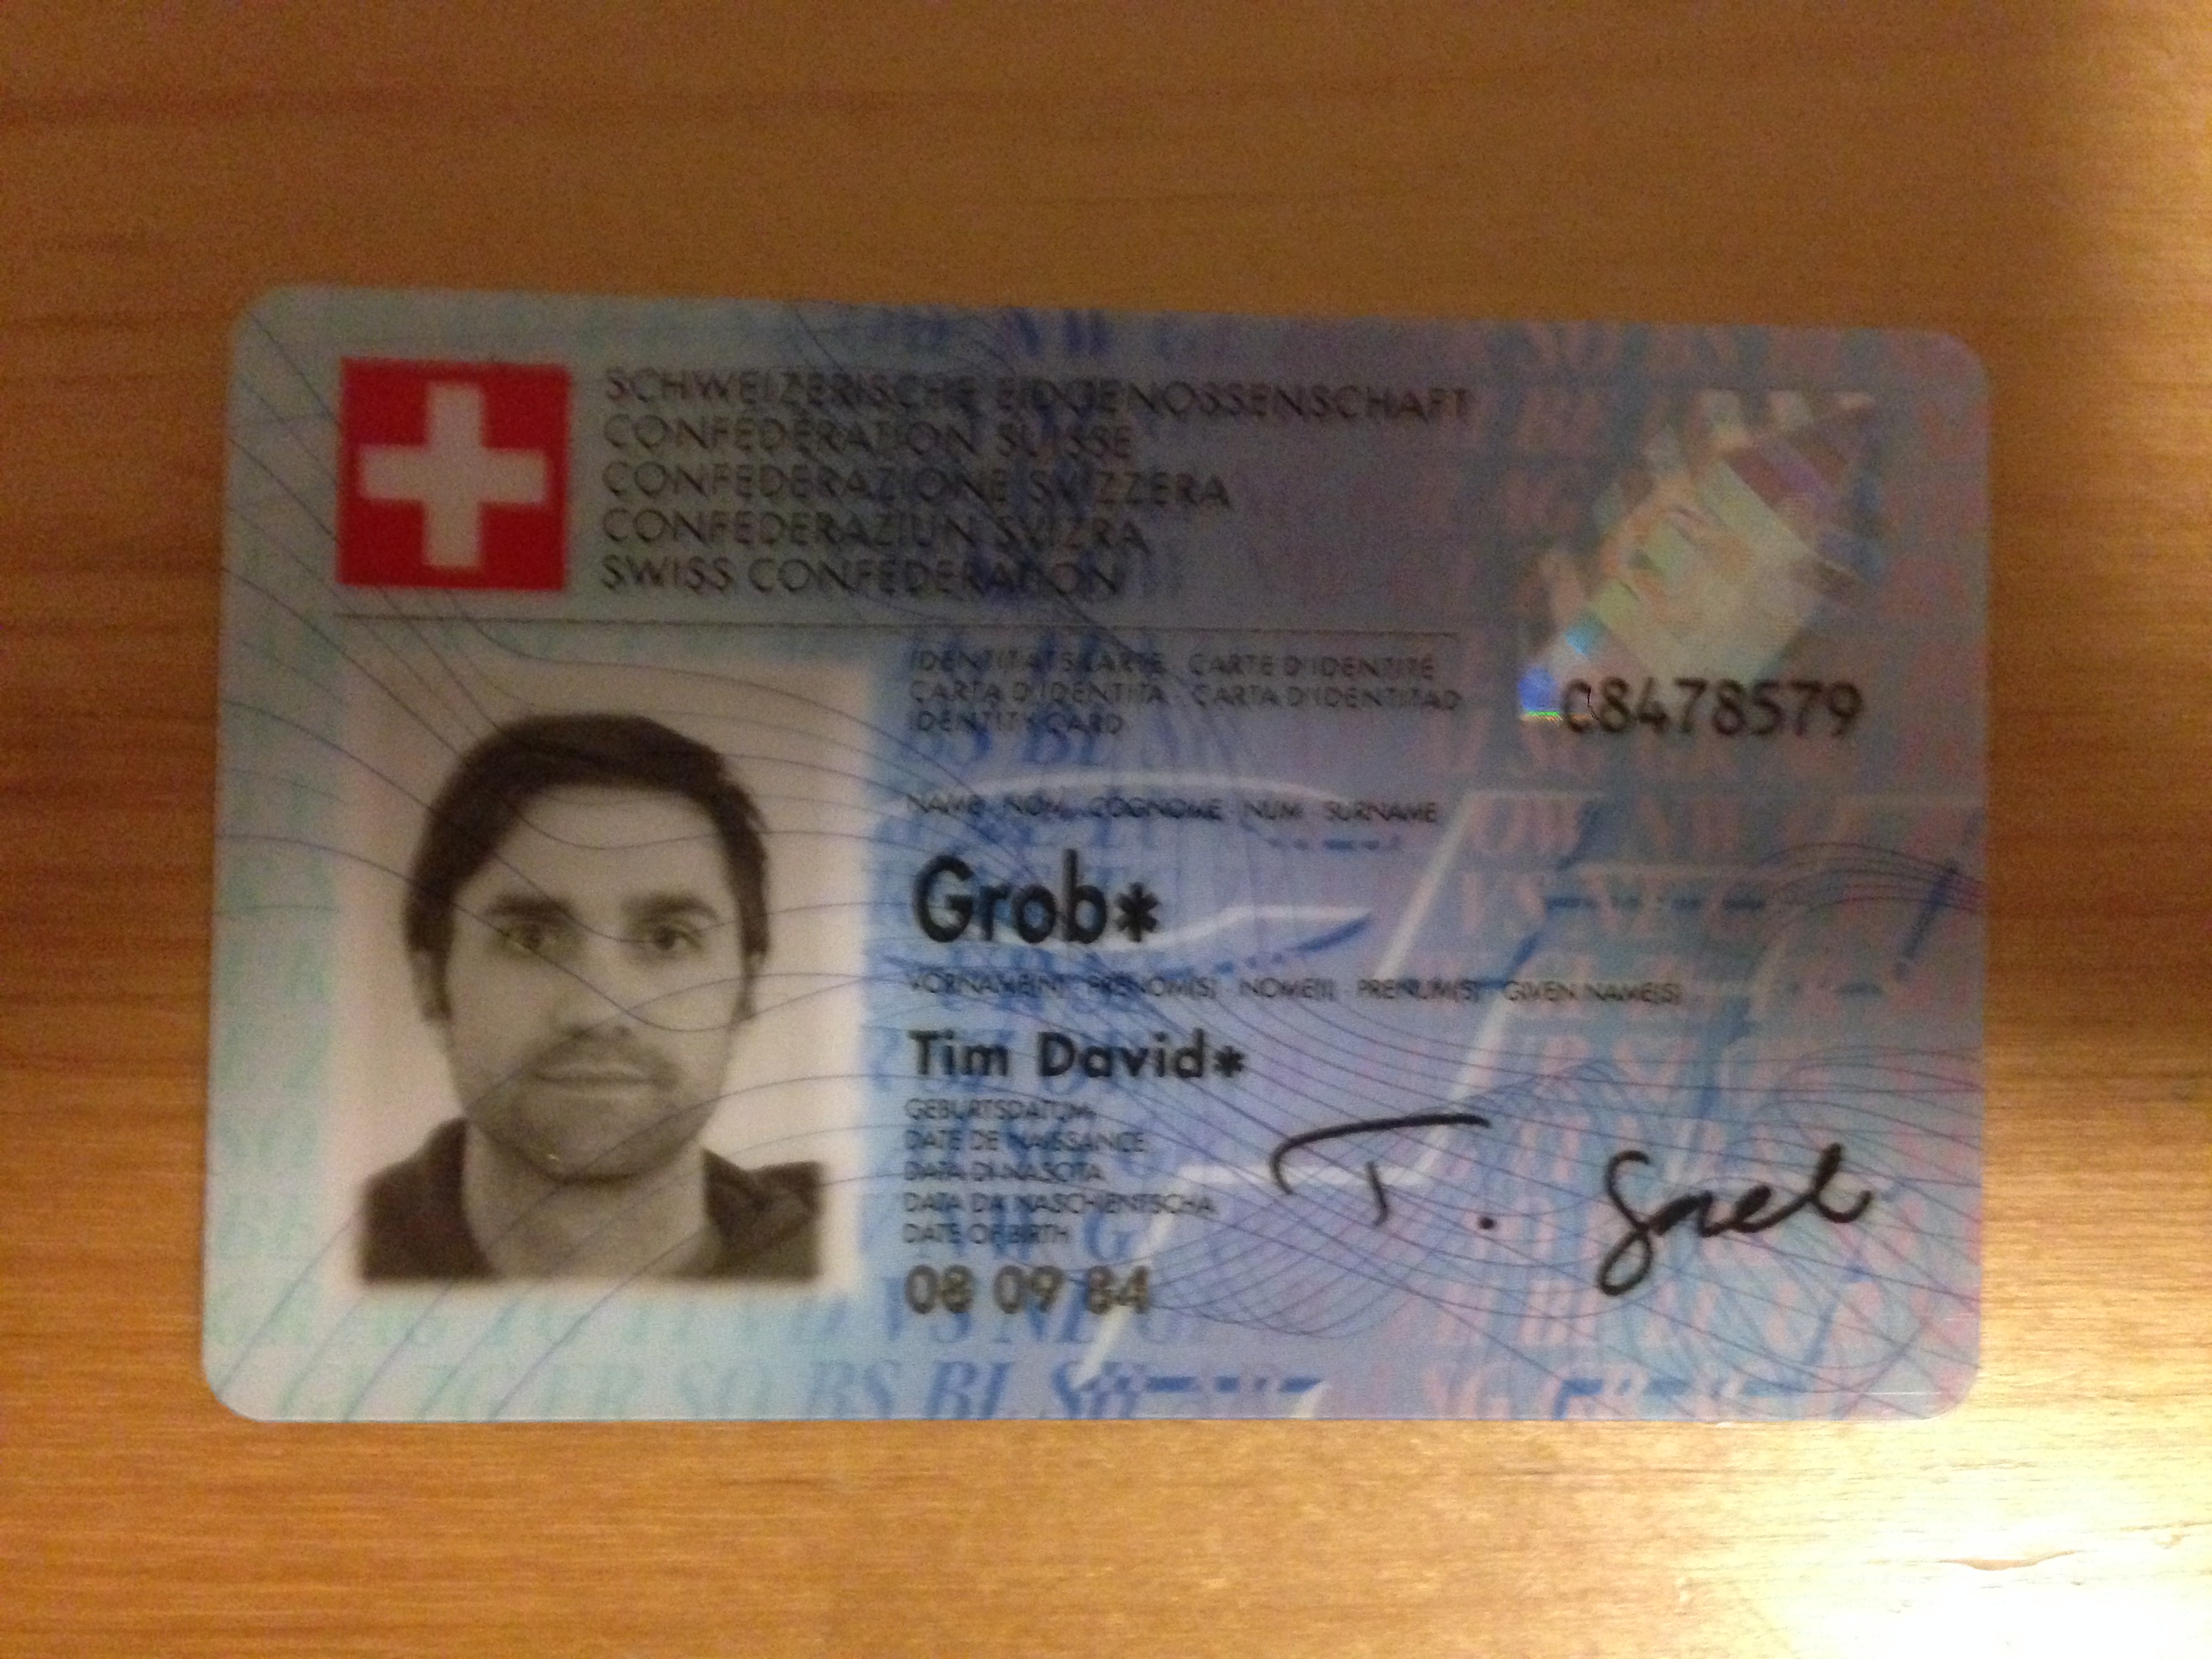 SCHWEIZERISCHE EIDGENOSSENSCHAFT
CONFÉDÉRATION SUISSE
CONFEDERAZIONE SVIZZERA
CONFEDERAZIUN SVIZRA
SWISS CONFEDERATION
IDENTITÄTSKARTE CARTE D'IDENTITÉ
CARTA D'IDENTITÀ CARTA D'IDENTITAD
IDENTITY CARD
C8478579
NAME NOM COGNOME NUM SURNAME
Grob*
VORNAME(N) PRÉNOM(S) NOME(I) PRENUM(S) GIVEN NAME(S)
Tim David*
GEBURTSDATUM
DATE DE NAISSANCE
DATA DI NASCITA
DATA DA NASCHIENTSCHA
DATE OF BIRTH
08 09 84
T. Grob